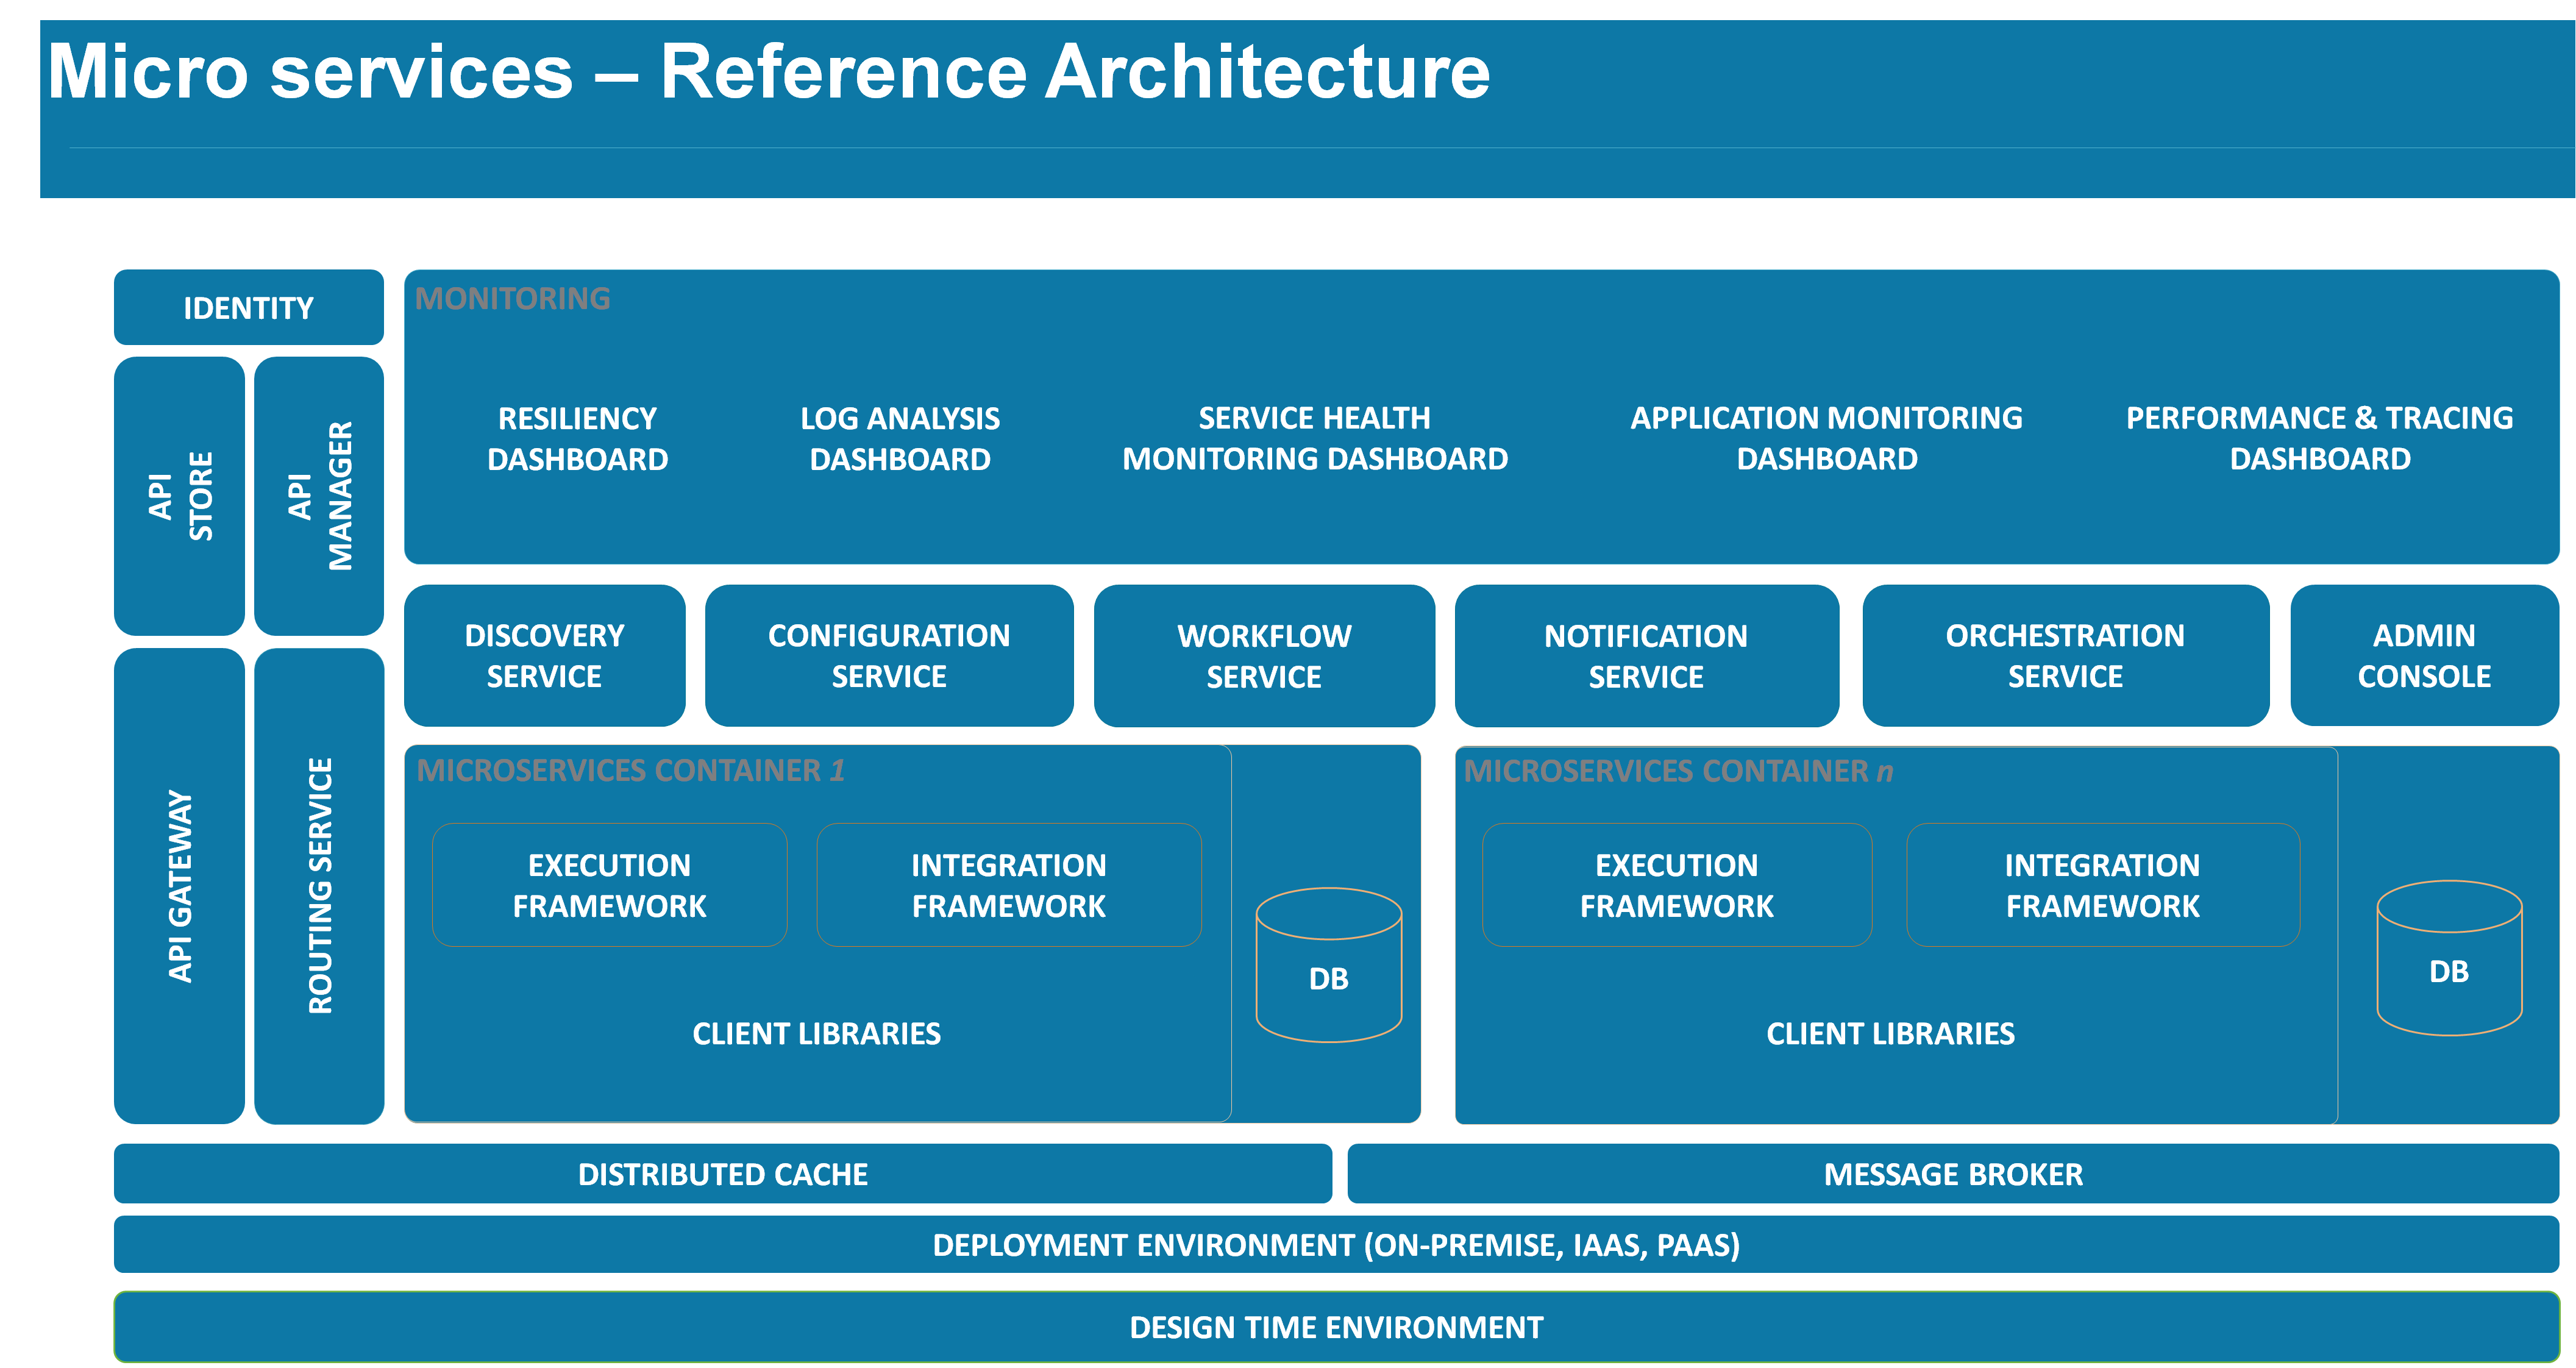 Micro services – Reference Architecture
IDENTITY
API
STORE
API
MANAGER
API GATEWAY
ROUTING SERVICE
MONITORING
RESILIENCY
DASHBOARD
LOG ANALYSIS
DASHBOARD
SERVICE HEALTH
MONITORING DASHBOARD
APPLICATION MONITORING
DASHBOARD
PERFORMANCE & TRACING
DASHBOARD
DISCOVERY
SERVICE
CONFIGURATION
SERVICE
WORKFLOW
SERVICE
NOTIFICATION
SERVICE
ORCHESTRATION
SERVICE
ADMIN
CONSOLE
MICROSERVICES CONTAINER 1
EXECUTION
FRAMEWORK
INTEGRATION
FRAMEWORK
CLIENT LIBRARIES
DB
MICROSERVICES CONTAINER n
EXECUTION
FRAMEWORK
INTEGRATION
FRAMEWORK
CLIENT LIBRARIES
DB
DISTRIBUTED CACHE
MESSAGE BROKER
DEPLOYMENT ENVIRONMENT (ON-PREMISE, IAAS, PAAS)
DESIGN TIME ENVIRONMENT